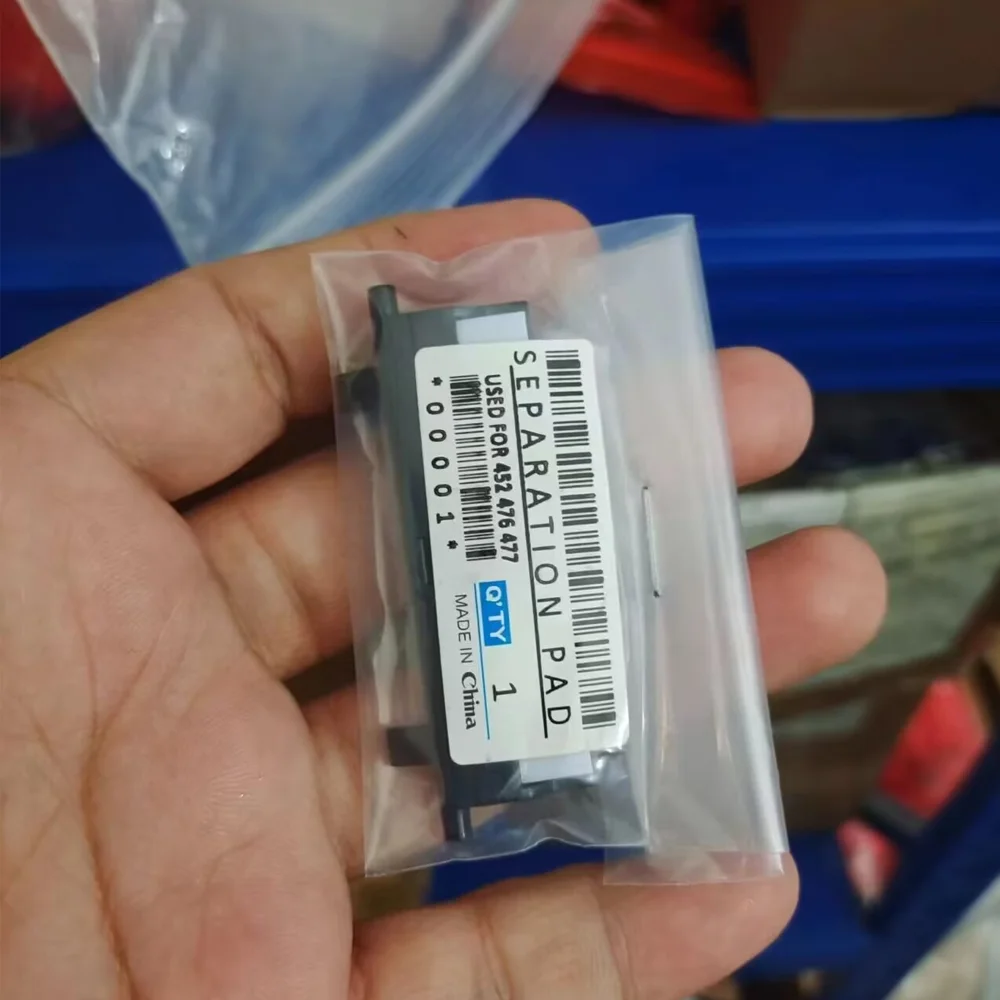 SEPARATION PAD
USED FOR 452 476 477
*00001*
Q'TY 1
MADE IN China